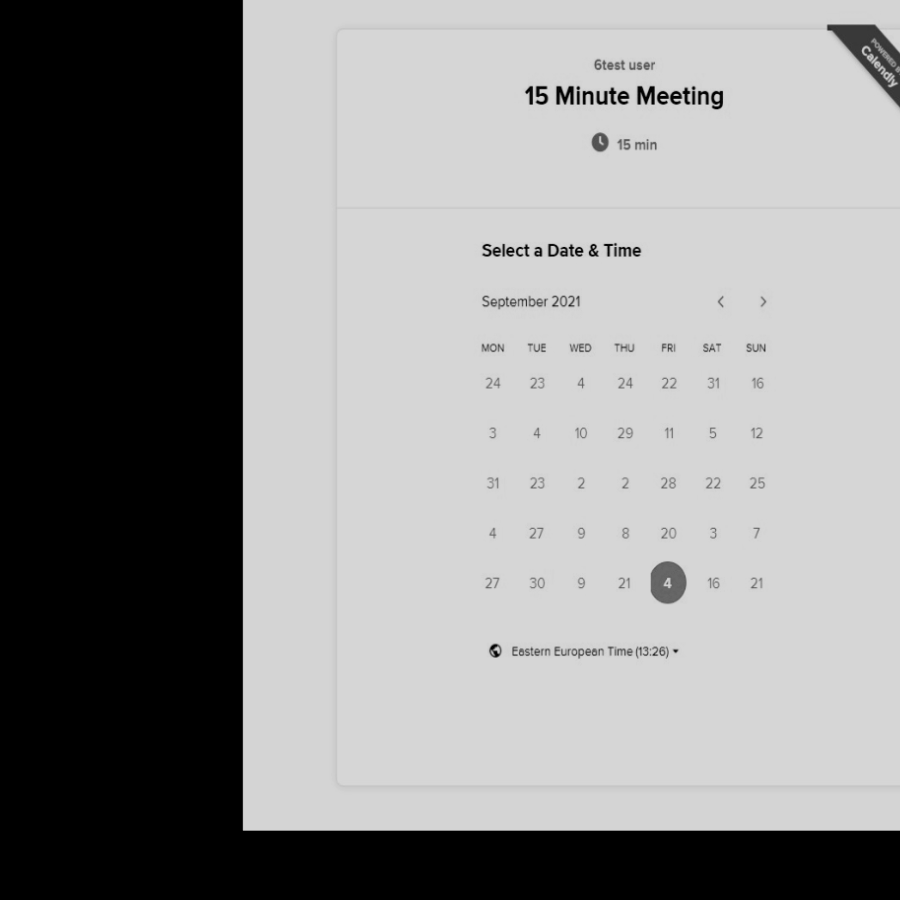 6test user
15 Minute Meeting
15 min
POWERED
Calendly
Select a Date & Time
September 2021
MON TUE WED THU FRI SAT SUN
24 23 4 24 22 31 16
3 4 10 29 11 5 12
31 23 2 2 28 22 25
4 27 9 8 20 3 7
27 30 9 21 4 16 21
Eastern European Time (13:26)